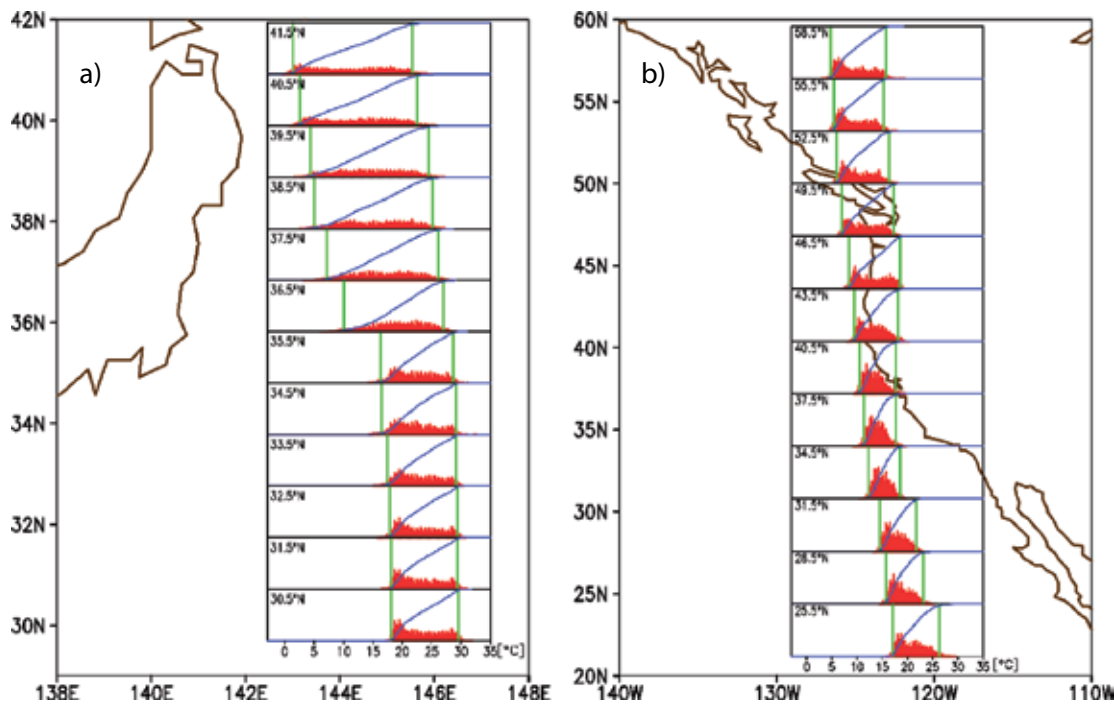 a)
42N
40N
38N
36N
34N
32N
30N
41.5°N
40.5°N
39.5°N
38.5°N
37.5°N
36.5°N
35.5°N
34.5°N
33.5°N
32.5°N
31.5°N
30.5°N
0 5 10 15 20 25 30 35[°C]
138E 140E 142E 144E 146E 148E
b)
60N
55N
50N
45N
40N
35N
30N
25N
20N
58.5°N
55.5°N
52.5°N
49.5°N
46.5°N
43.5°N
40.5°N
37.5°N
34.5°N
31.5°N
28.5°N
25.5°N
0 5 10 15 20 25 30 35[°C]
140W 130W 120W 110W